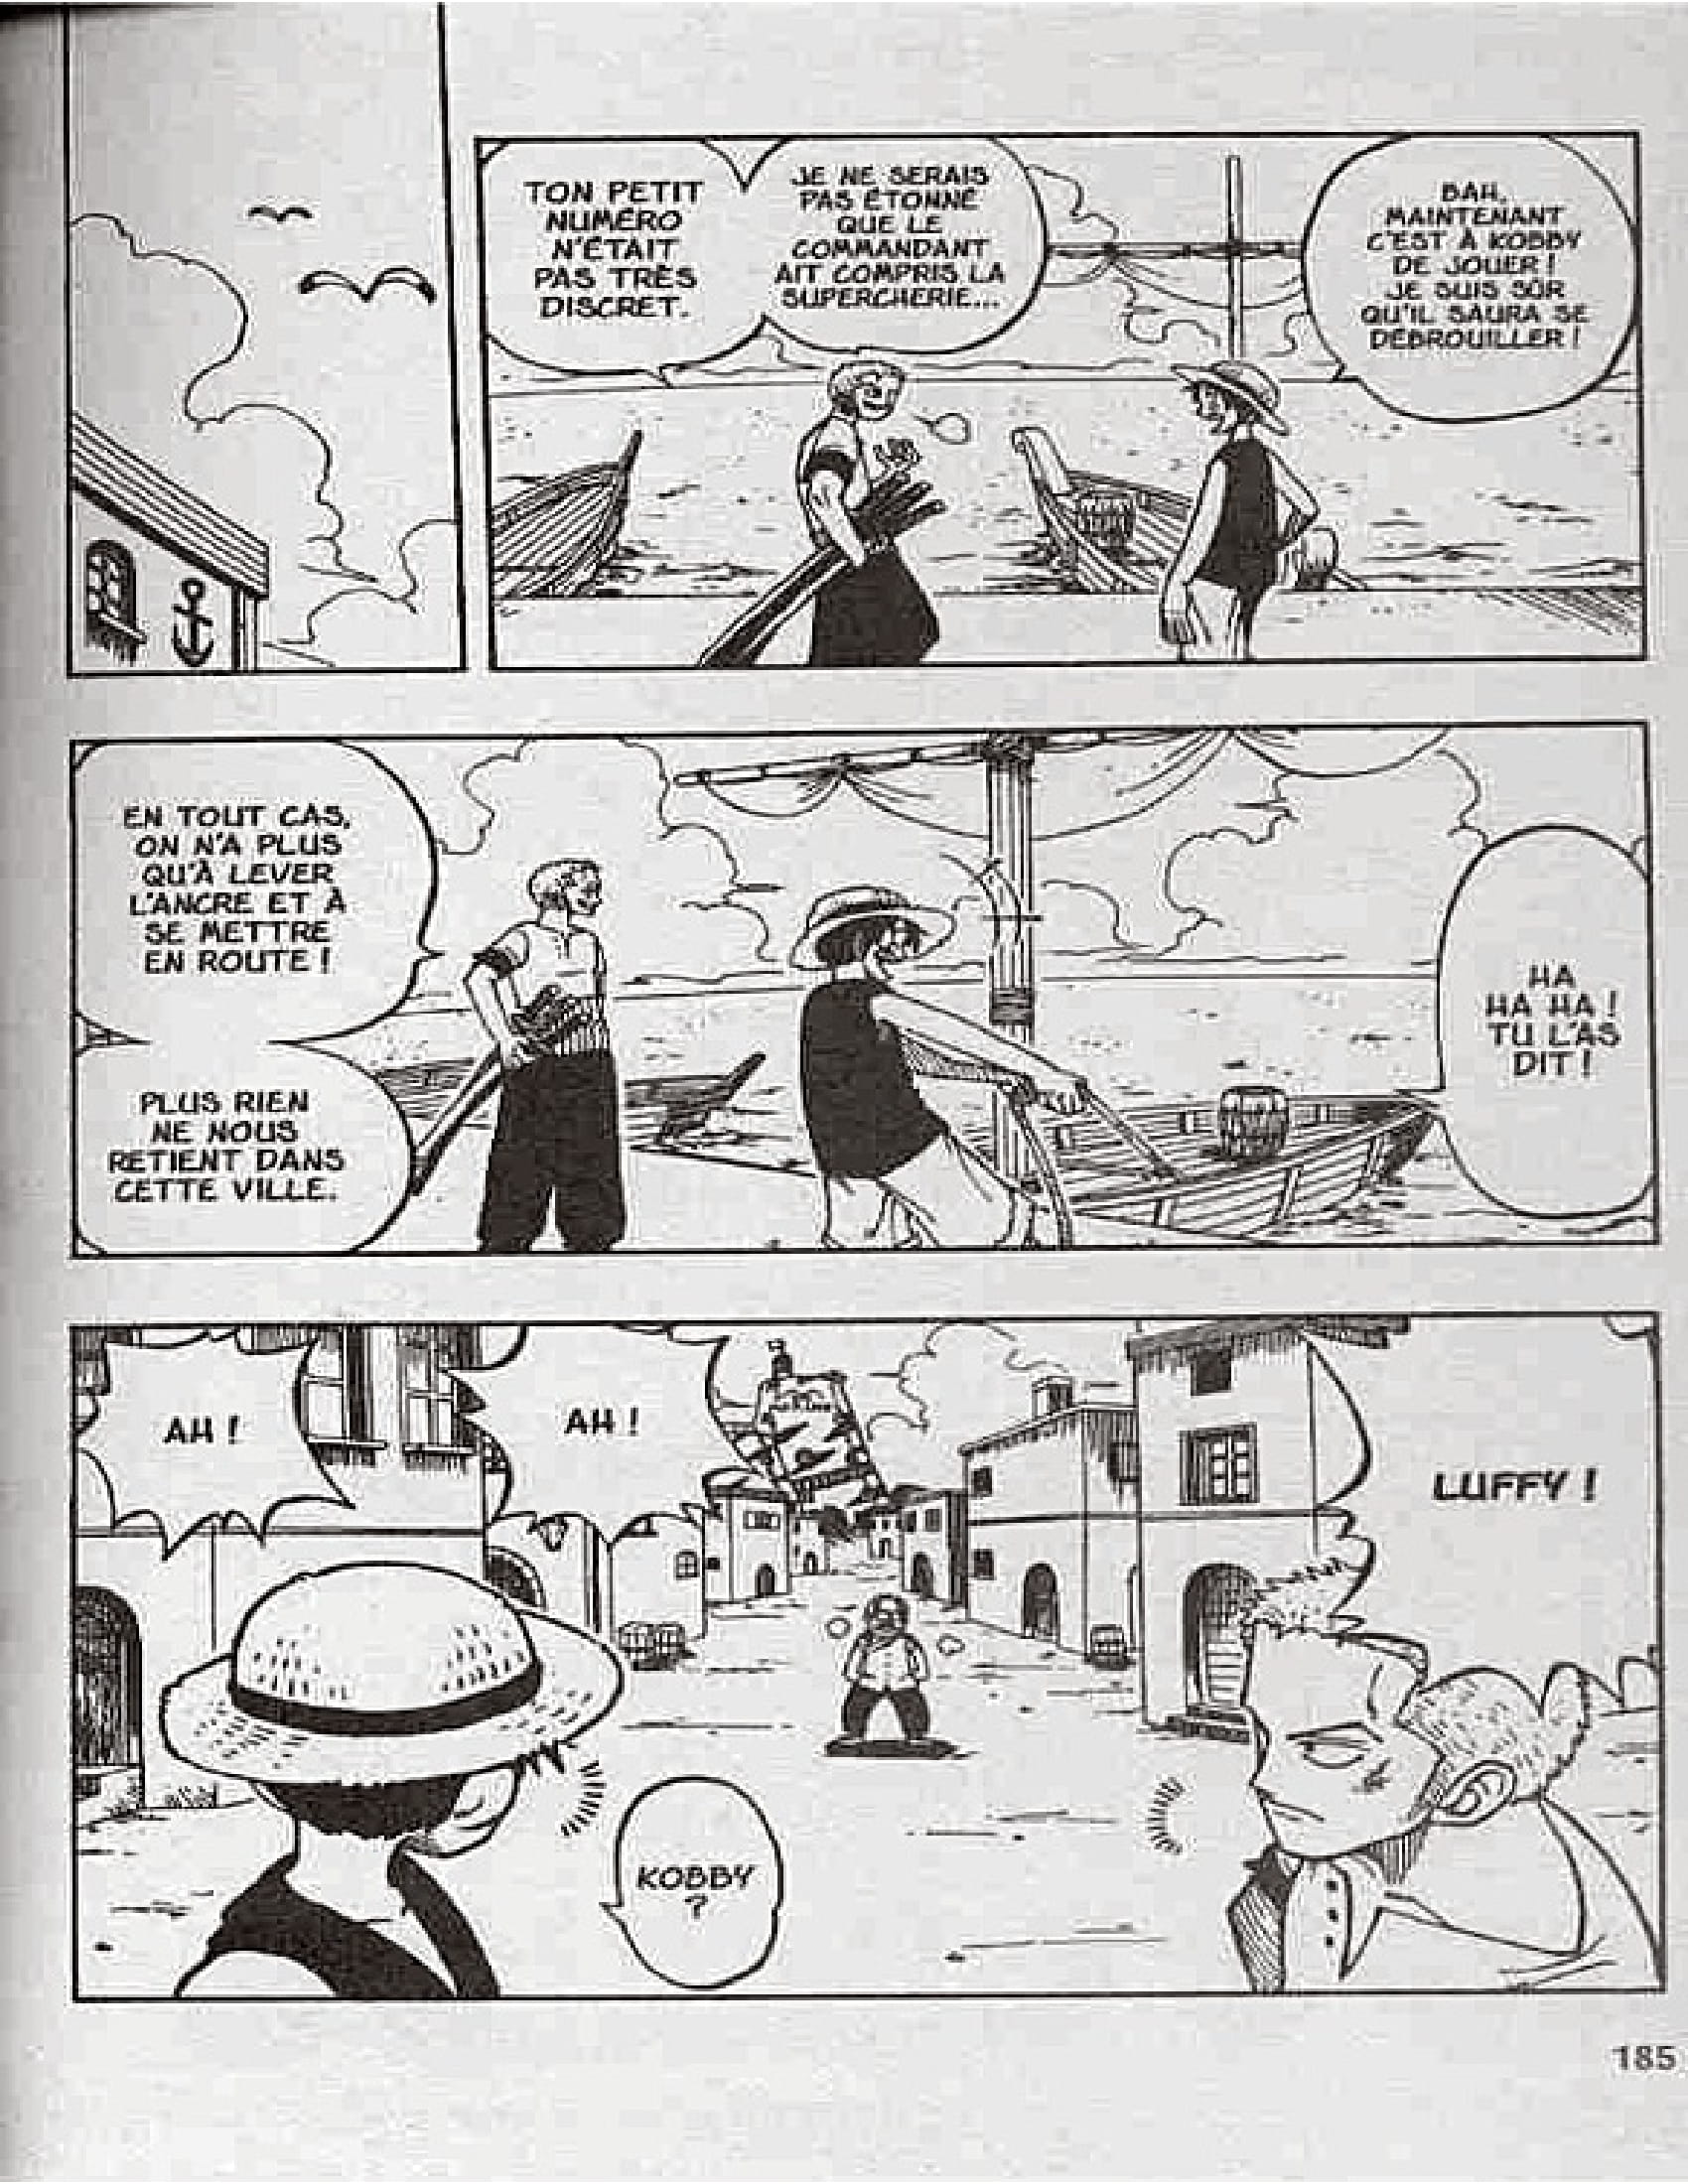 TON PETIT
NUMÉRO
N'ÉTAIT
PAS TRÈS
DISCRET.
JE NE SERAIS
PAS ÉTONNÉ
QUE LE
COMMANDANT
AIT COMPRIS LA
SUPERCHERIE...
BAH,
MAINTENANT
C'EST À KOBBY
DE JOUER !
JE SUIS SÛR
QU'IL SAURA SE
DÉBROUILLER !
EN TOUT CAS,
ON N'A PLUS
QU'À LEVER
L'ANCRE ET À
SE METTRE
EN ROUTE !
PLUS RIEN
NE NOUS
RETIENT DANS
CETTE VILLE.
HA
HA HA !
TU L'AS
DIT !
AH !
AH !
LUFFY !
KOBBY
?
185